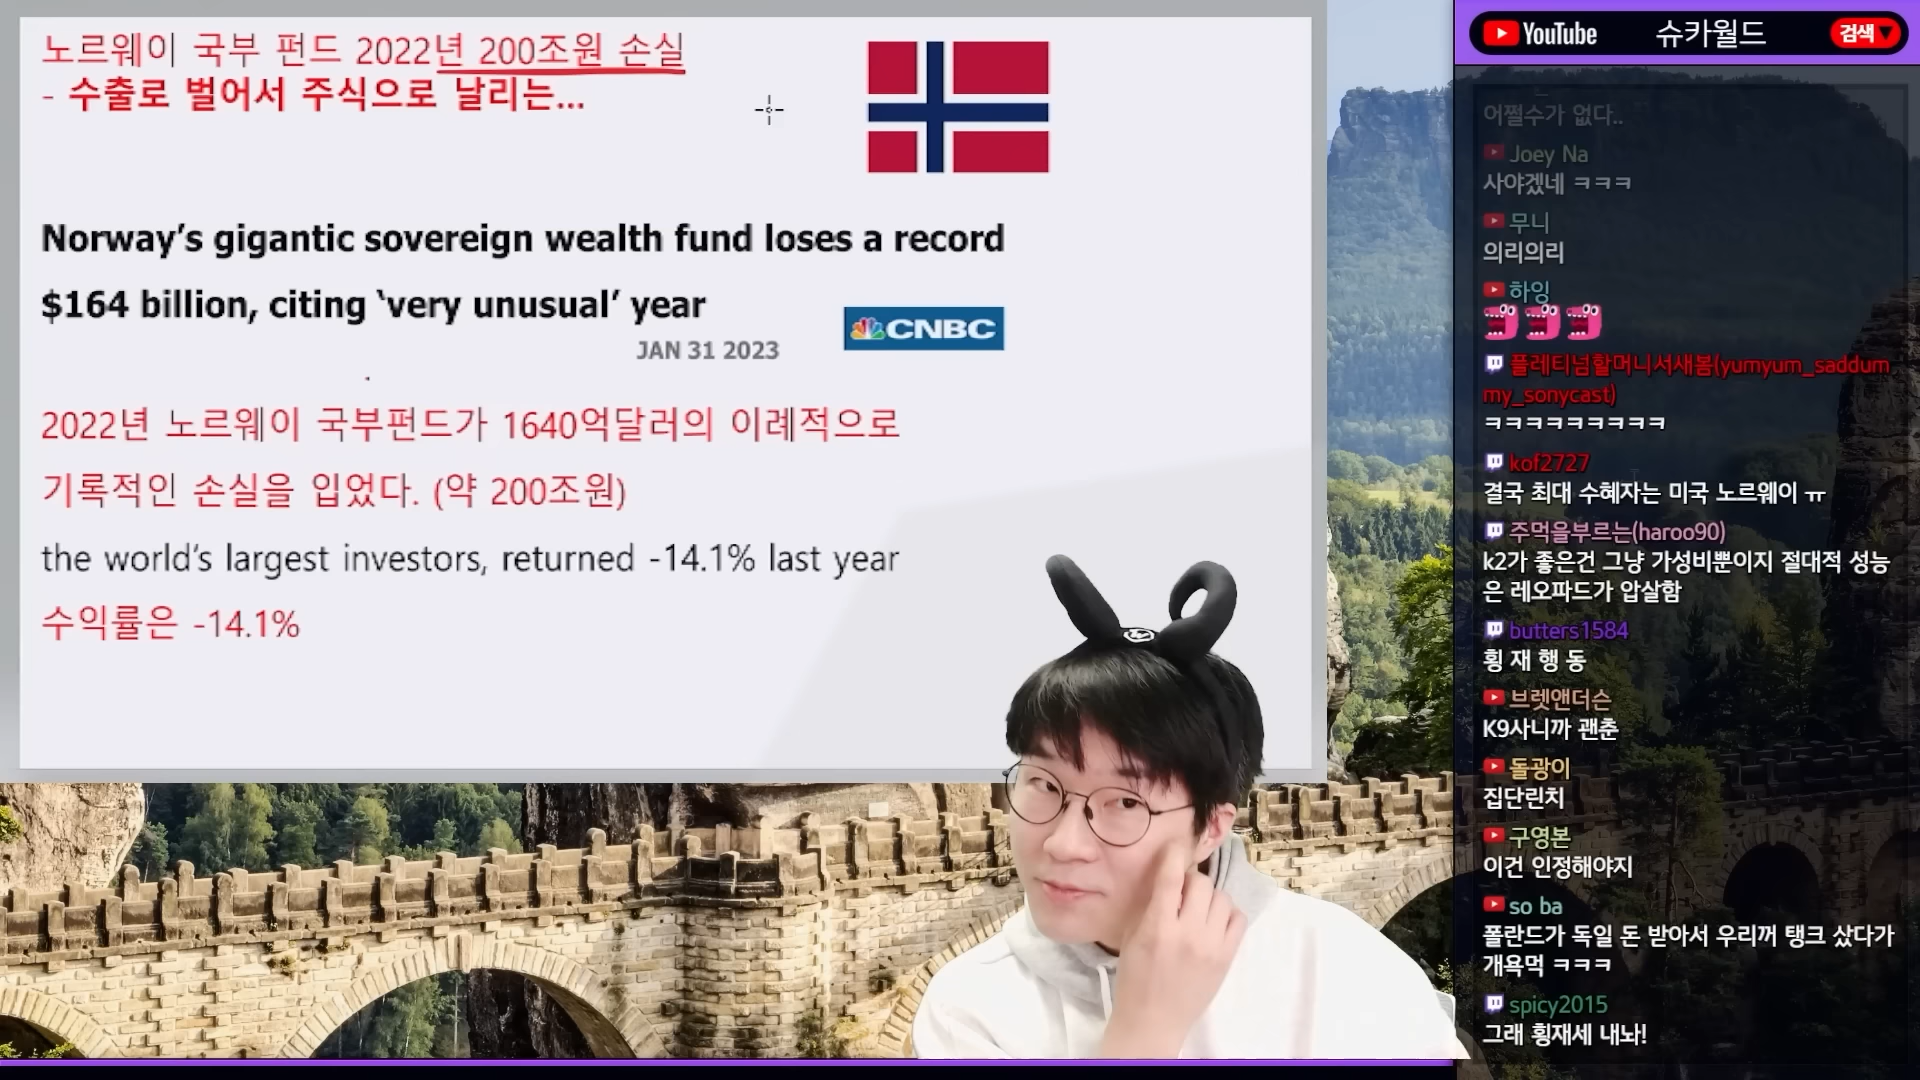 노르웨이 국부 펀드 2022년 200조원 손실
- 수출로 벌어서 주식으로 날리는...
Norway's gigantic sovereign wealth fund loses a record
$164 billion, citing 'very unusual' year
CNBC
JAN 31 2023
2022년 노르웨이 국부펀드가 1640억달러의 이례적으로
기록적인 손실을 입었다. (약 200조원)
the world's largest investors, returned -14.1% last year
수익률은 -14.1%
YouTube 슈카월드 검색
어쩔수가 없다..
Joey Na
사야겠네 ㅋㅋㅋ
무니
의리의리
하잉
플레티넘할머니셔새봄(yumyum_saddum
my_sonycast)
ㅋㅋㅋㅋㅋㅋㅋㅋㅋ
kof2727
결국 최대 수혜자는 미국 노르웨이 ㅠ
주먹을부르는(haroo90)
k2가 좋은건 그냥 가성비뿐이지 절대적 성능
은 레오파드가 압살함
butters1584
횡 재 행 동
브렛앤더슨
K9사니까 괜춘
돌광이
집단린치
구영본
이건 인정해야지
so ba
폴란드가 독일 돈 받아서 우리꺼 탱크 샀다가
개욕먹 ㅋㅋㅋ
spicy2015
그래 횡재세 내놔!